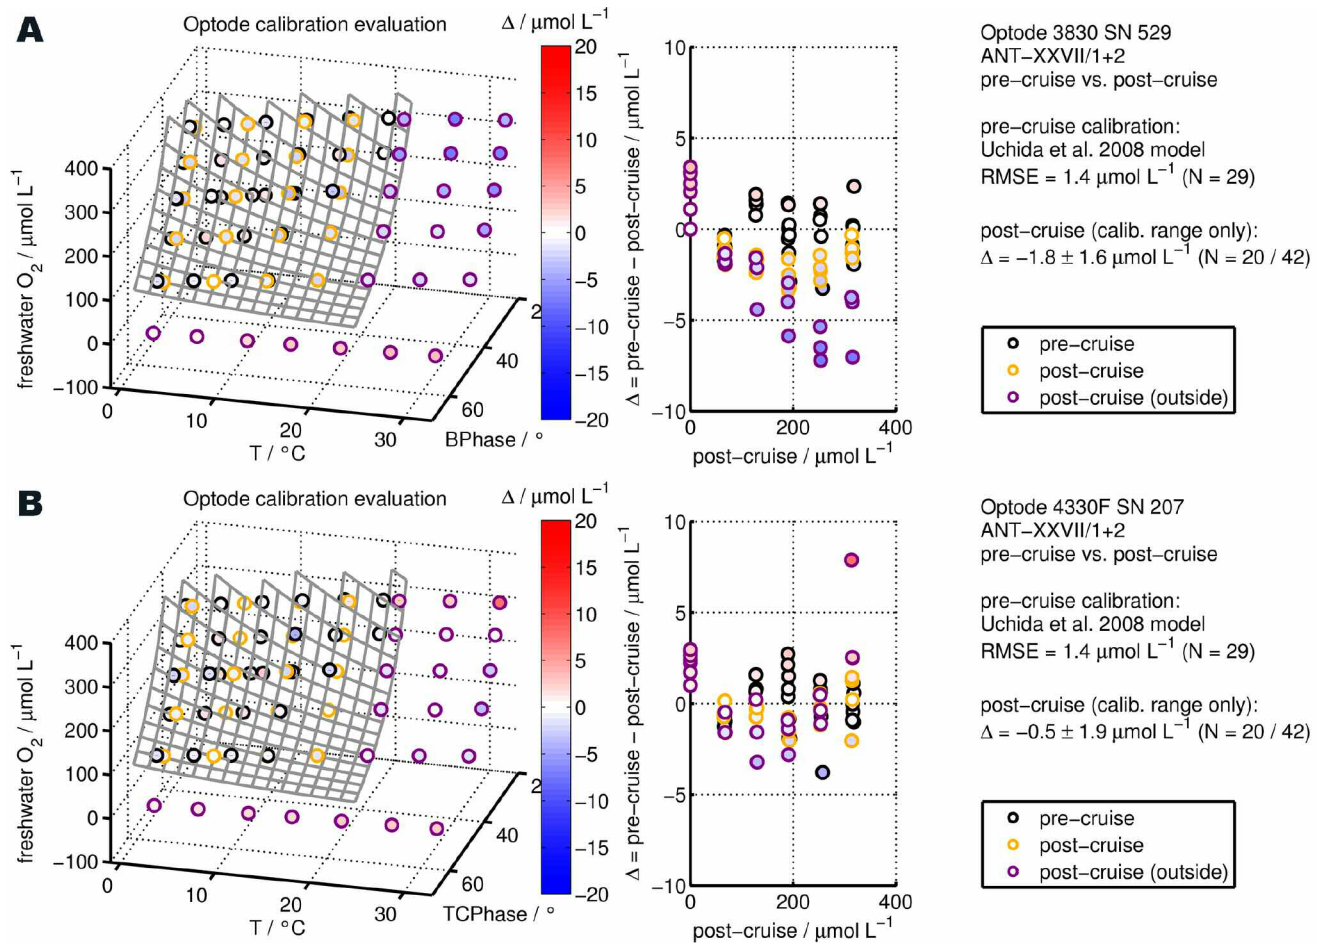 A
Optode calibration evaluation
Δ / μmol L−1
freshwater O2 / μmol L−1
400
300
200
100
0
−100
0
10
20
30
T / °C
2
40
60
BPhase / °
20
15
10
5
0
−5
−10
−15
−20
Δ = pre−cruise − post−cruise / μmol L−1
10
5
0
−5
−10
0
200
400
post−cruise / μmol L−1
Optode 3830 SN 529
ANT−XXVII/1+2
pre−cruise vs. post−cruise
pre−cruise calibration:
Uchida et al. 2008 model
RMSE = 1.4 μmol L−1 (N = 29)
post−cruise (calib. range only):
Δ = −1.8 ± 1.6 μmol L−1 (N = 20 / 42)
pre−cruise
post−cruise
post−cruise (outside)
B
Optode calibration evaluation
Δ / μmol L−1
freshwater O2 / μmol L−1
400
300
200
100
0
−100
0
10
20
30
T / °C
2
40
60
TCPhase / °
20
15
10
5
0
−5
−10
−15
−20
Δ = pre−cruise − post−cruise / μmol L−1
10
5
0
−5
−10
0
200
400
post−cruise / μmol L−1
Optode 4330F SN 207
ANT−XXVII/1+2
pre−cruise vs. post−cruise
pre−cruise calibration:
Uchida et al. 2008 model
RMSE = 1.4 μmol L−1 (N = 29)
post−cruise (calib. range only):
Δ = −0.5 ± 1.9 μmol L−1 (N = 20 / 42)
pre−cruise
post−cruise
post−cruise (outside)